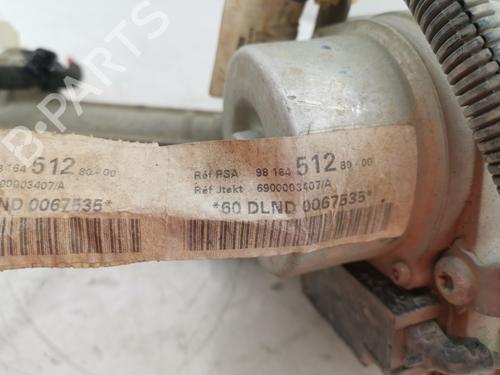 B-PARTS
98 164 512 80-00
6900003407/A
DLND 0067535*
Réf PSA 98 164 512 80-00
Réf Jtekt 6900003407/A
*60 DLND 0067535*